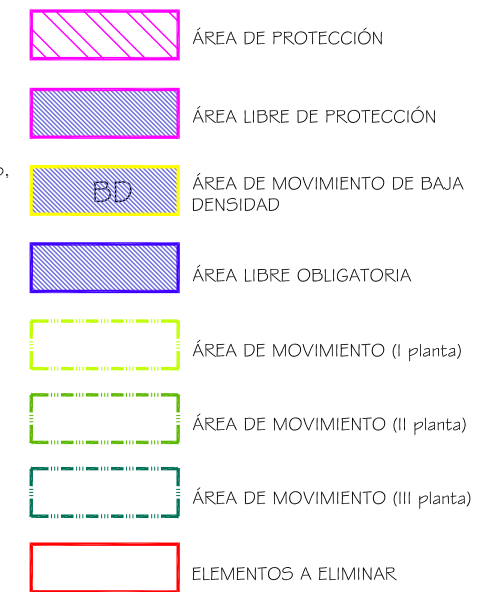 ÁREA DE PROTECCIÓN
ÁREA LIBRE DE PROTECCIÓN
BD
ÁREA DE MOVIMIENTO DE BAJA
DENSIDAD
ÁREA LIBRE OBLIGATORIA
ÁREA DE MOVIMIENTO (I planta)
ÁREA DE MOVIMIENTO (II planta)
ÁREA DE MOVIMIENTO (III planta)
ELEMENTOS A ELIMINAR